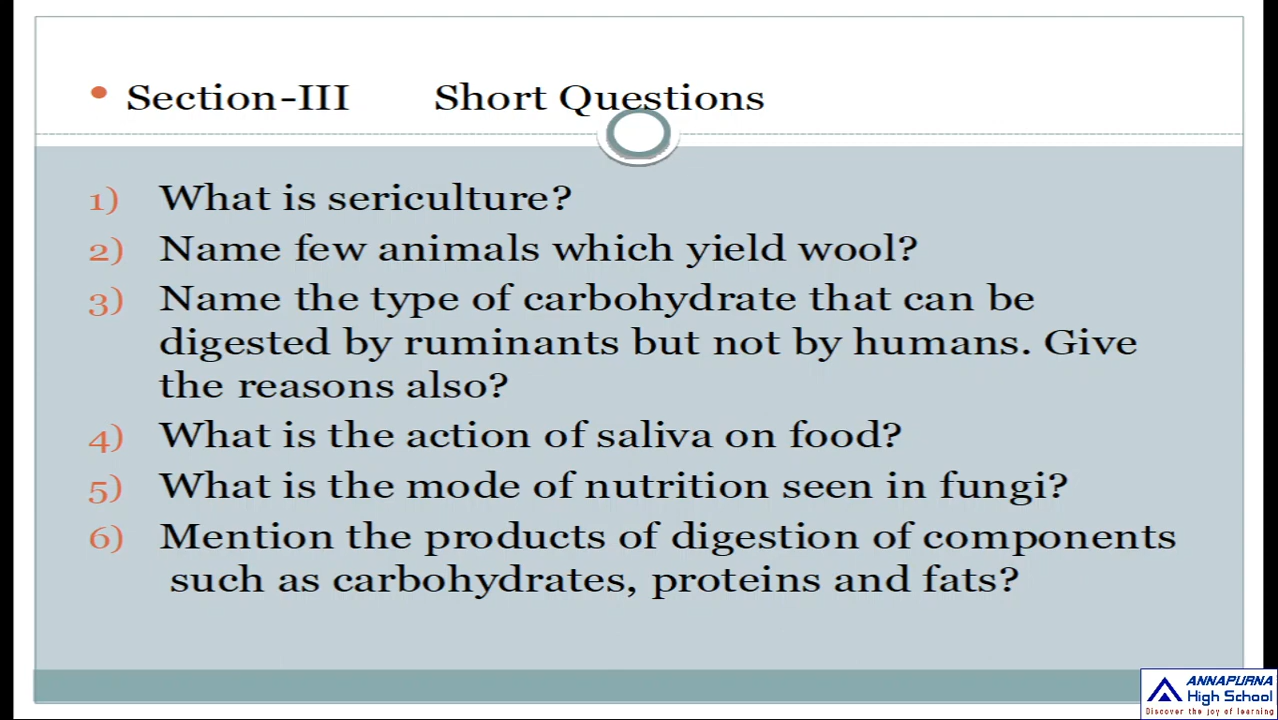 • Section-III Short Questions
1) What is sericulture?
2) Name few animals which yield wool?
3) Name the type of carbohydrate that can be
digested by ruminants but not by humans. Give
the reasons also?
4) What is the action of saliva on food?
5) What is the mode of nutrition seen in fungi?
6) Mention the products of digestion of components
such as carbohydrates, proteins and fats?
ANNAPURNA
High School
Discover the joy of learning